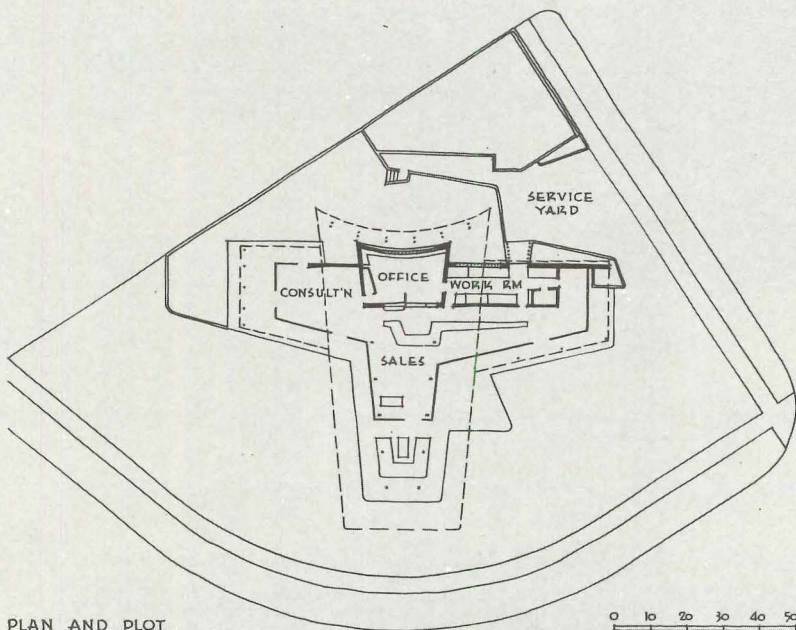 SERVICE
YARD
OFFICE
CONSULT'N
WORK RM
SALES
PLAN AND PLOT
0 10 20 30 40 50